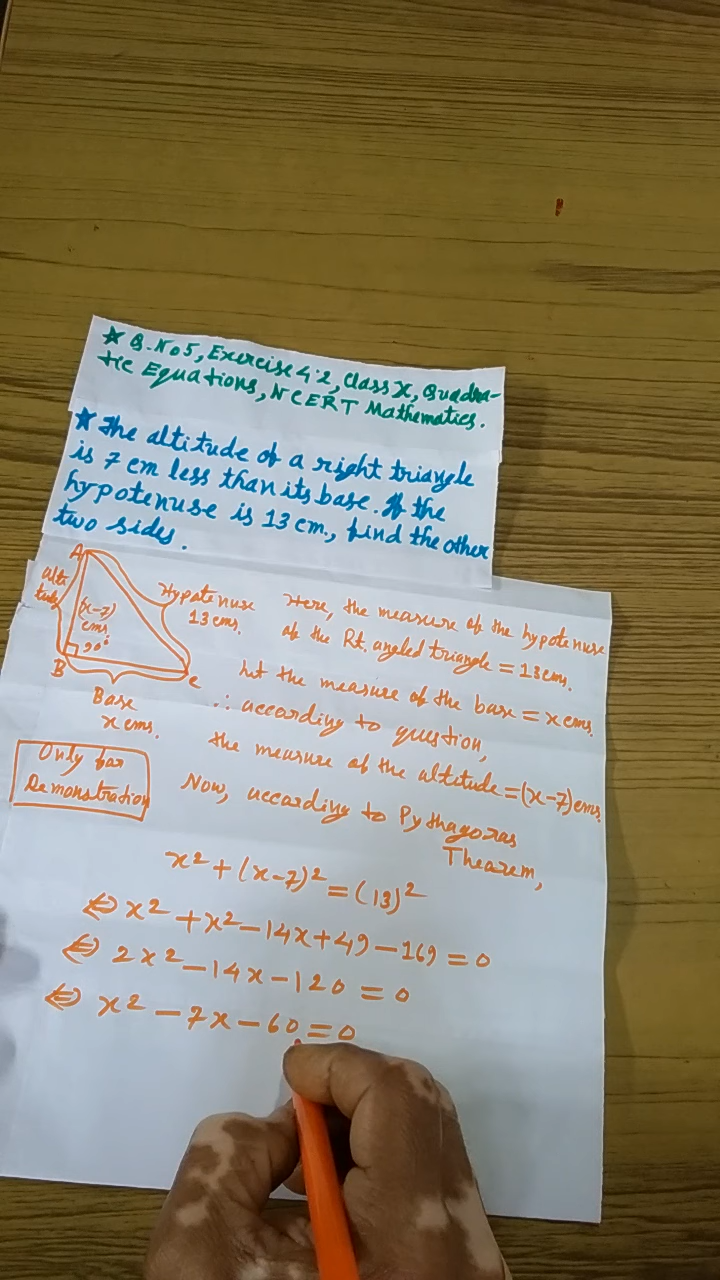 ★ Q.No5, Exercise 4.2, Class X, Quadra-
tic Equations, NCERT Mathematics.
★ The altitude of a right triangle
is 7 cm less than its base. If the
hypotenuse is 13 cm, find the other
two sides.
A
Alti
tude
(x-7)
cms.
90°
B
C
Hypotenuse
13 cms.
Base
x cms.
Only for
Demonstration
Here, the measure of the hypotenuse
of the Rt. angled triangle = 13 cms.
Let the measure of the base = x cms.
∴ according to question,
the measure of the altitude = (x-7) cms.
Now, according to Pythagoras
Thearem,
x² + (x-7)² = (13)²
⇔ x² + x² - 14x + 49 - 169 = 0
⇔ 2x² - 14x - 120 = 0
⇔ x² - 7x - 60 = 0